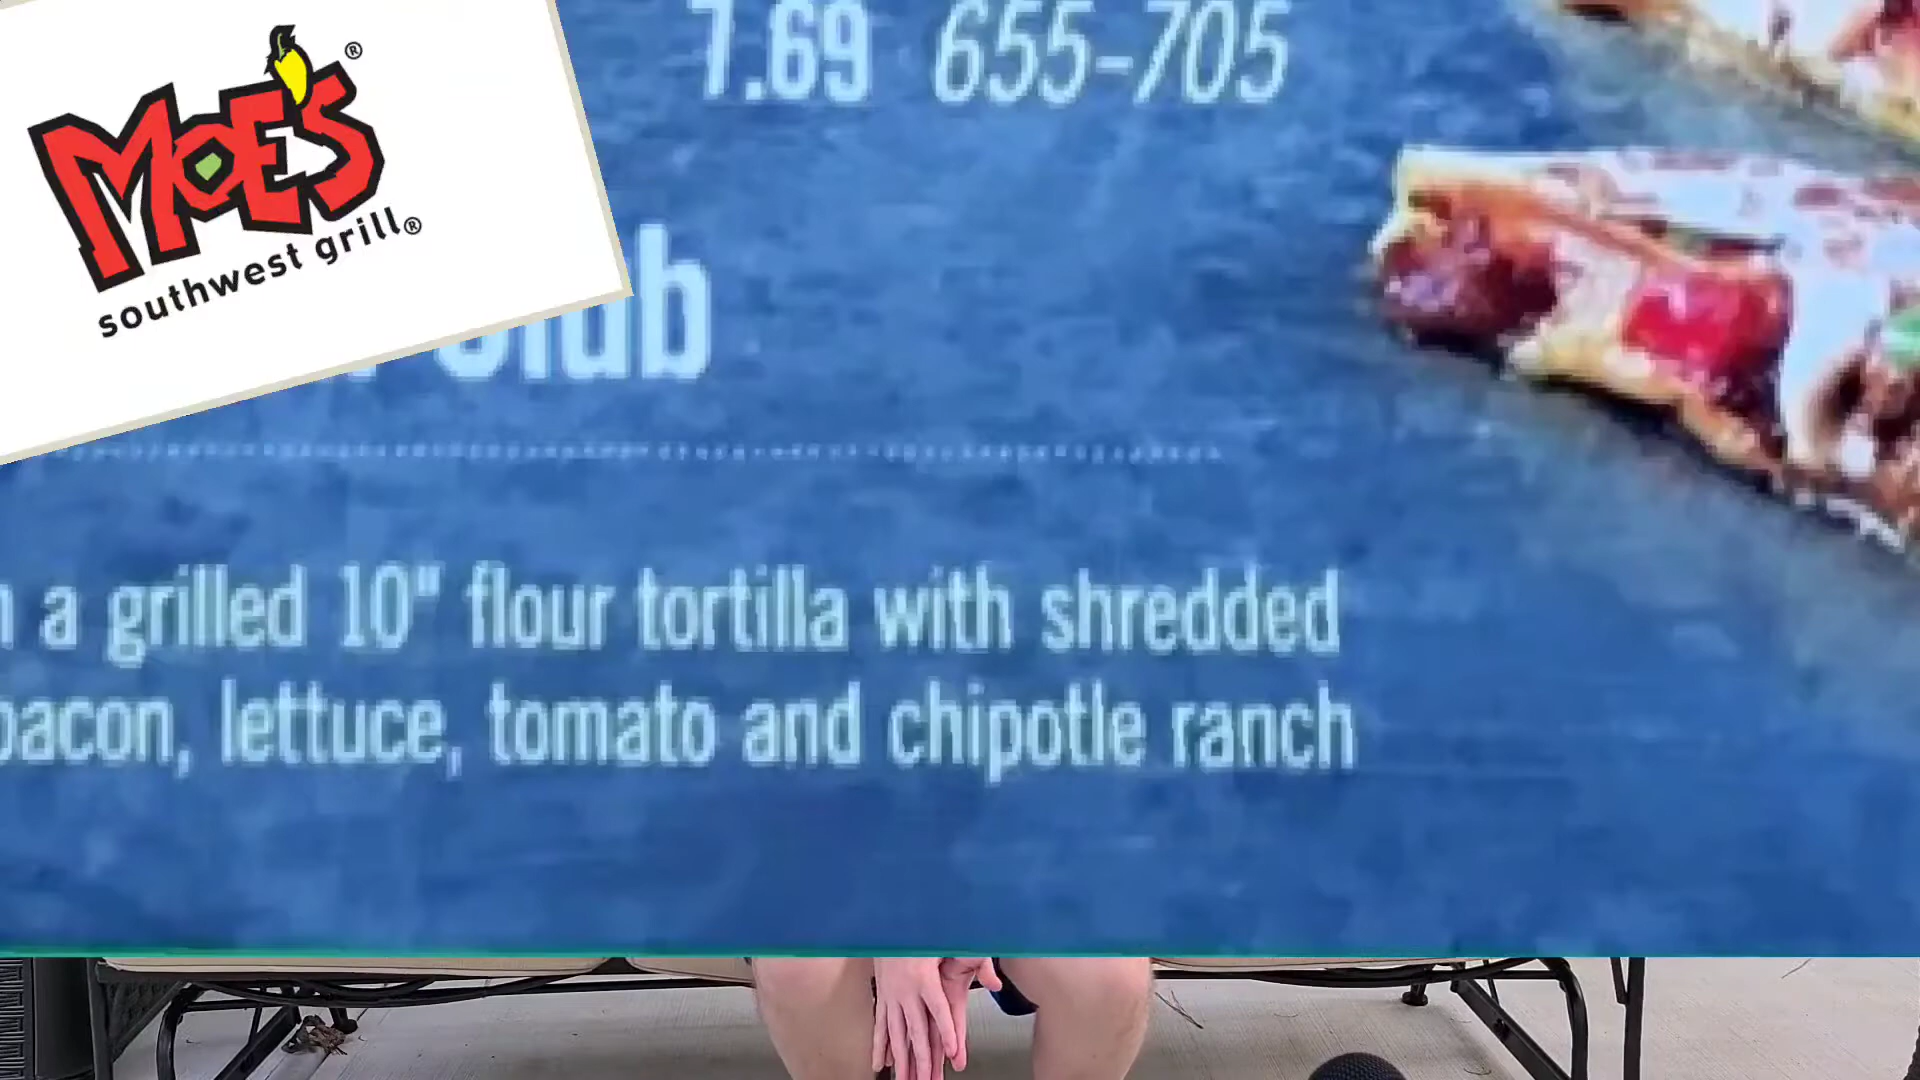 MOE'S®
southwest grill®
7.69 655-705
Club
a grilled 10" flour tortilla with shredded
bacon, lettuce, tomato and chipotle ranch